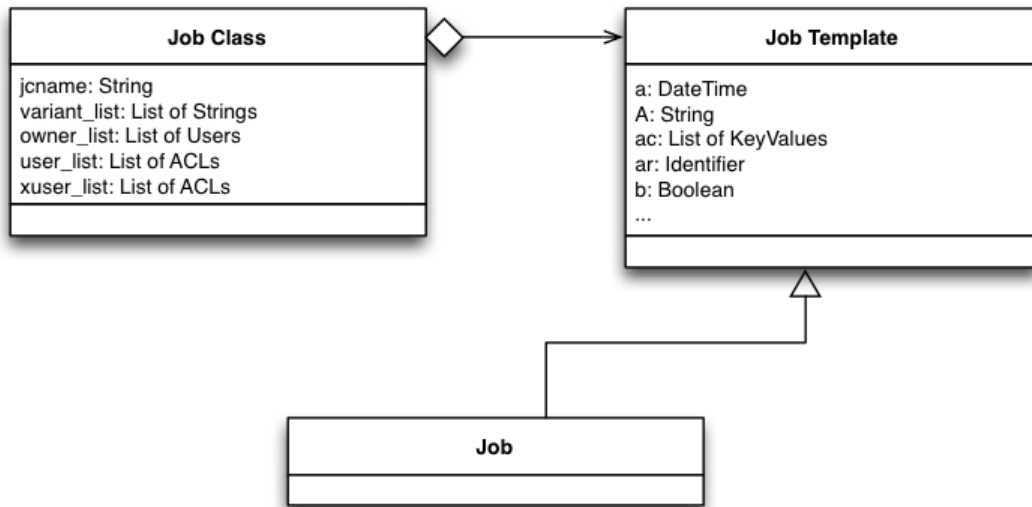 Job Class
jcname: String
variant_list: List of Strings
owner_list: List of Users
user_list: List of ACLs
xuser_list: List of ACLs
Job Template
a: DateTime
A: String
ac: List of KeyValues
ar: Identifier
b: Boolean
...
Job